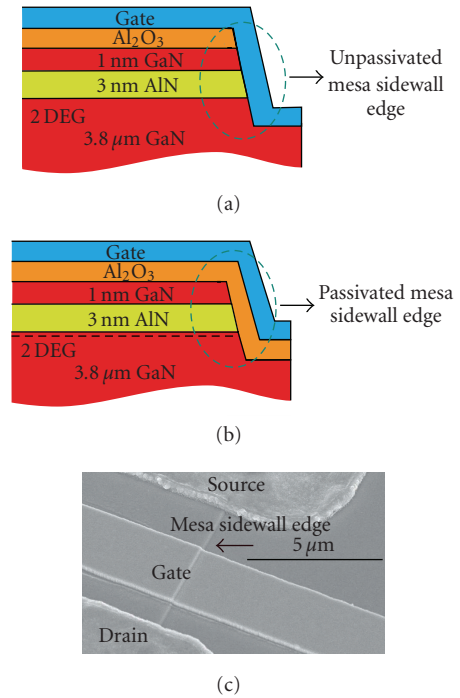 Gate
Al₂O₃
1 nm GaN
3 nm AlN
2 DEG
3.8 μm GaN
Unpassivated
mesa sidewall
edge
(a)
Gate
Al₂O₃
1 nm GaN
3 nm AlN
2 DEG
3.8 μm GaN
Passivated mesa
sidewall edge
(b)
Source
Mesa sidewall edge
5 μm
Gate
Drain
(c)